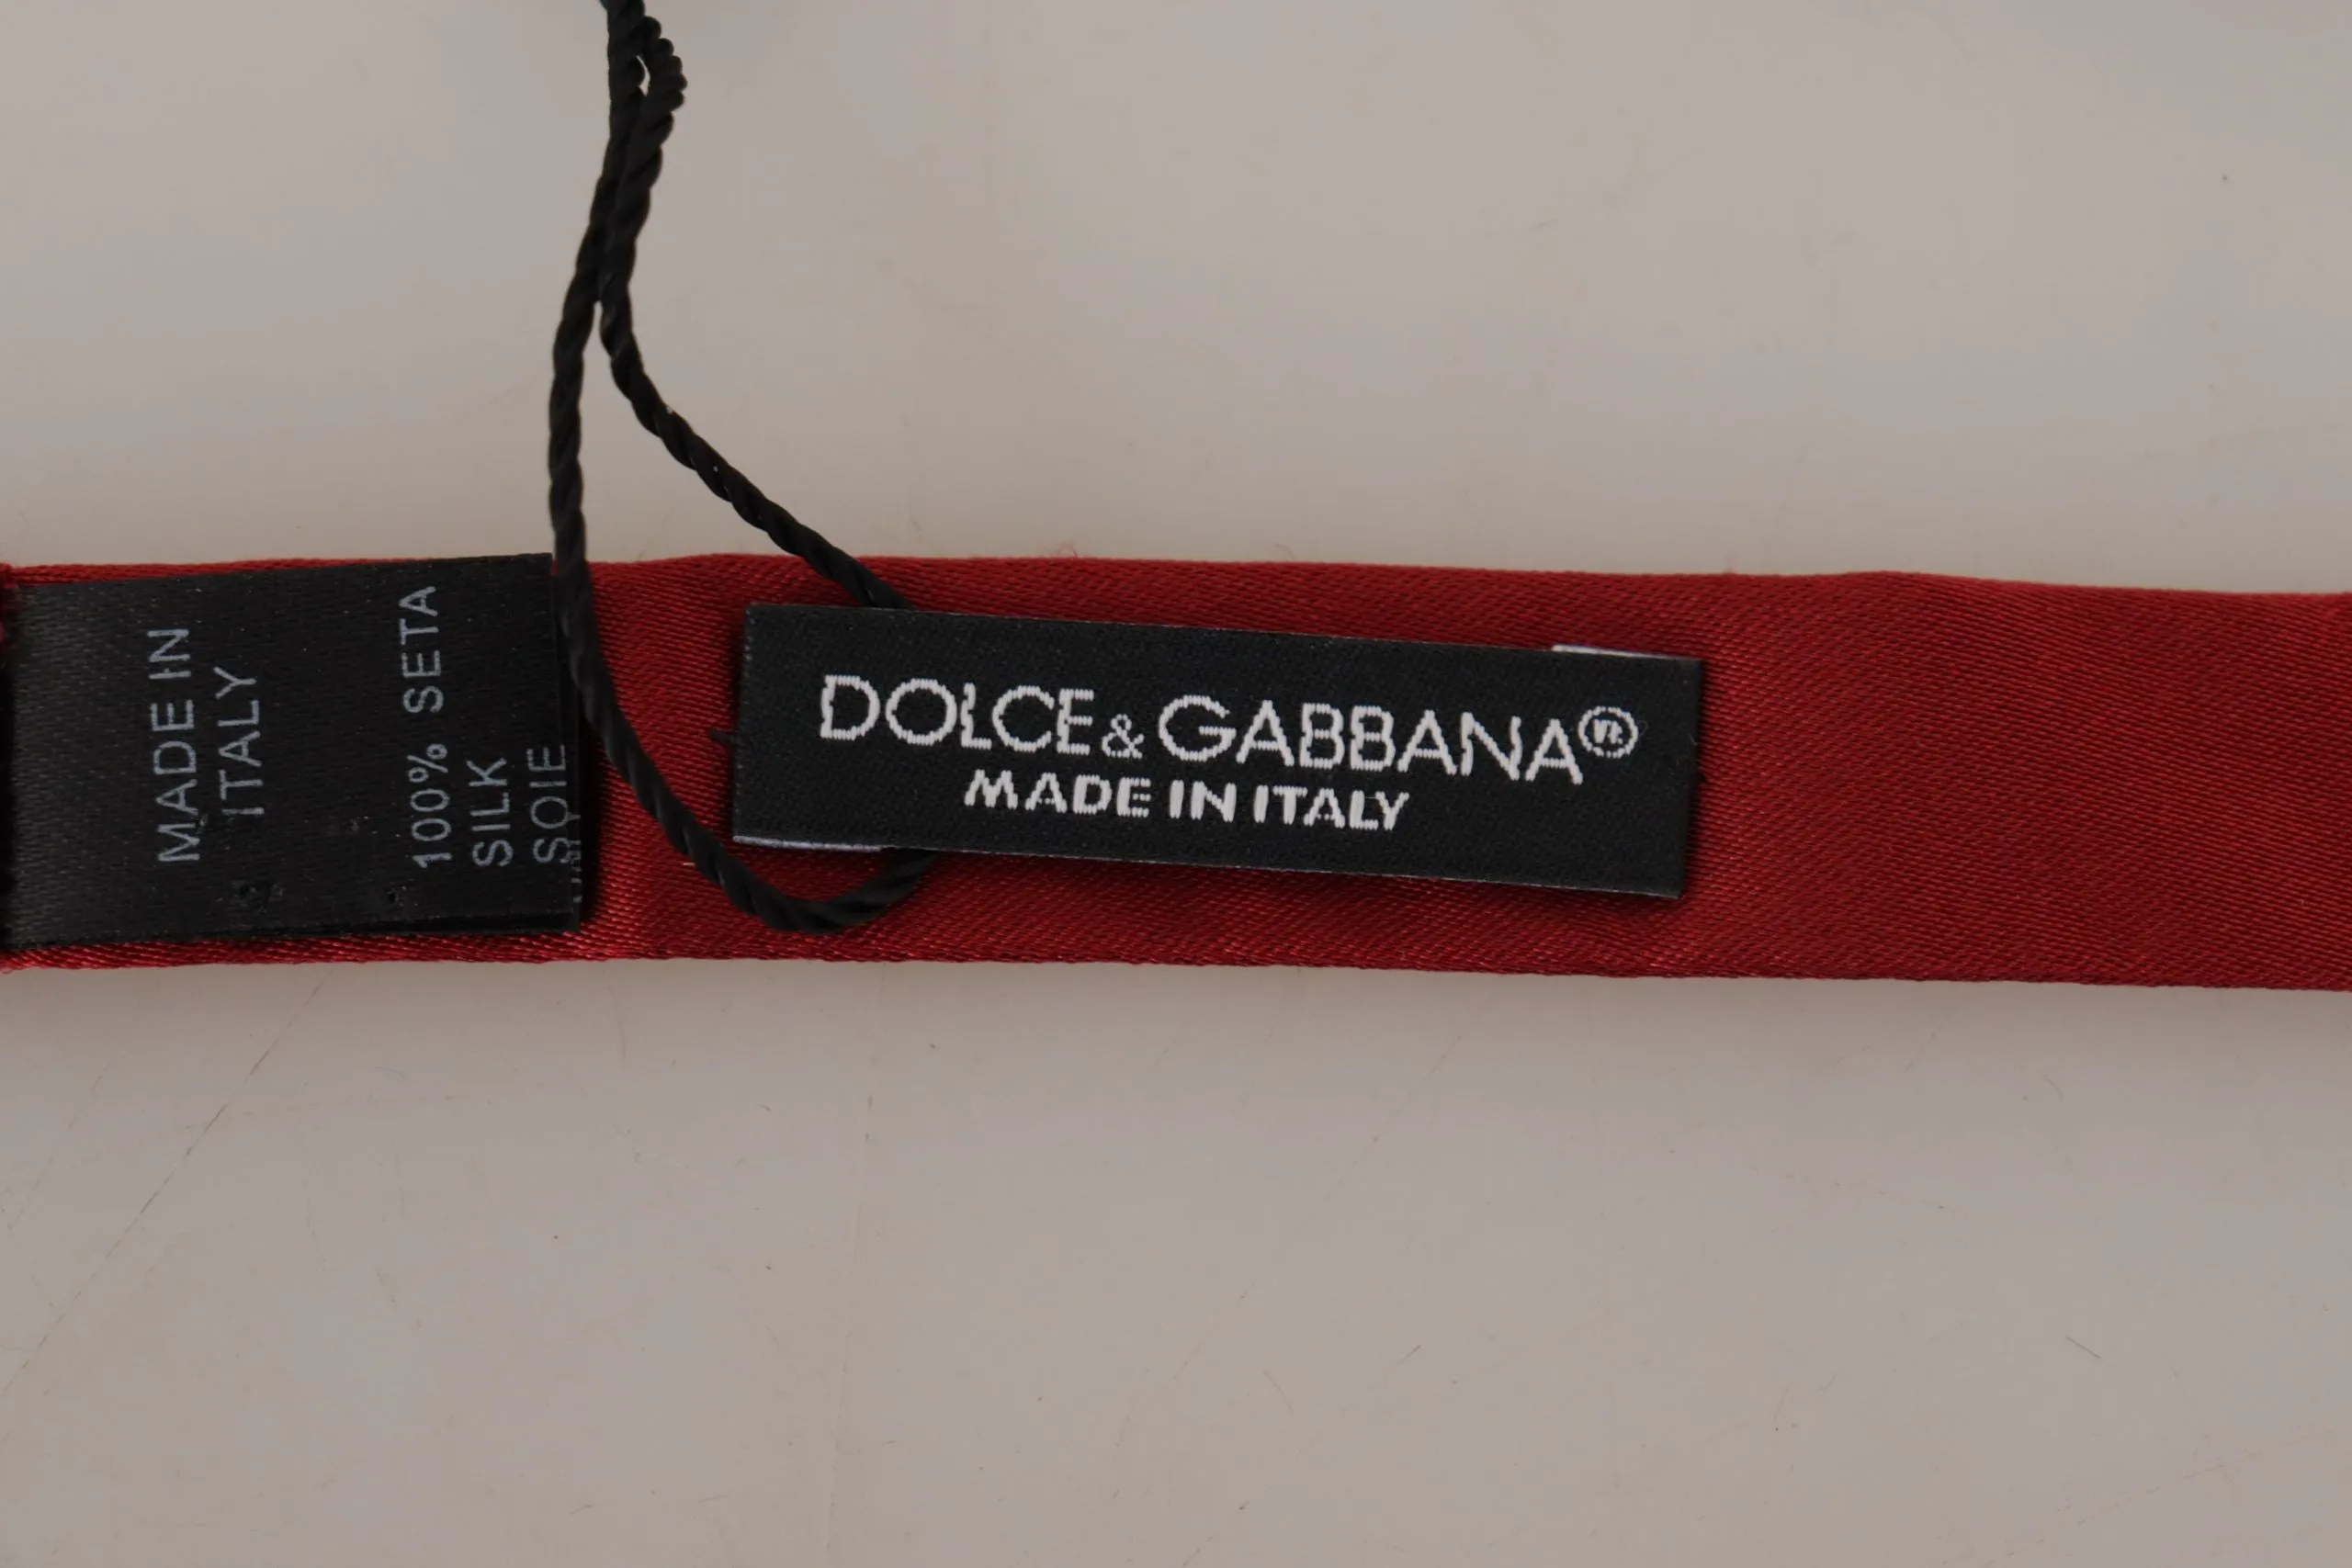 MADE IN
ITALY
100% SETA
SILK
SOIE
DOLCE & GABBANA®
MADE IN ITALY